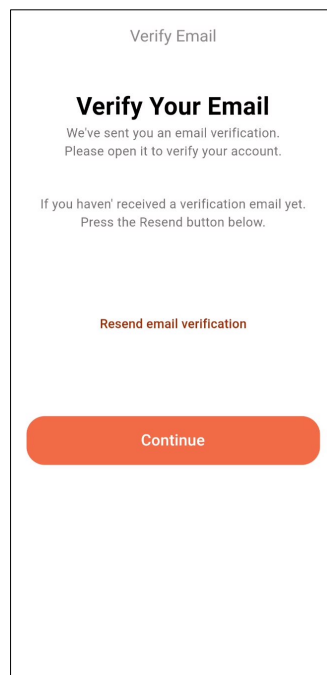 Verify Email
Verify Your Email
We've sent you an email verification.
Please open it to verify your account.
If you haven' received a verification email yet.
Press the Resend button below.
Resend email verification
Continue